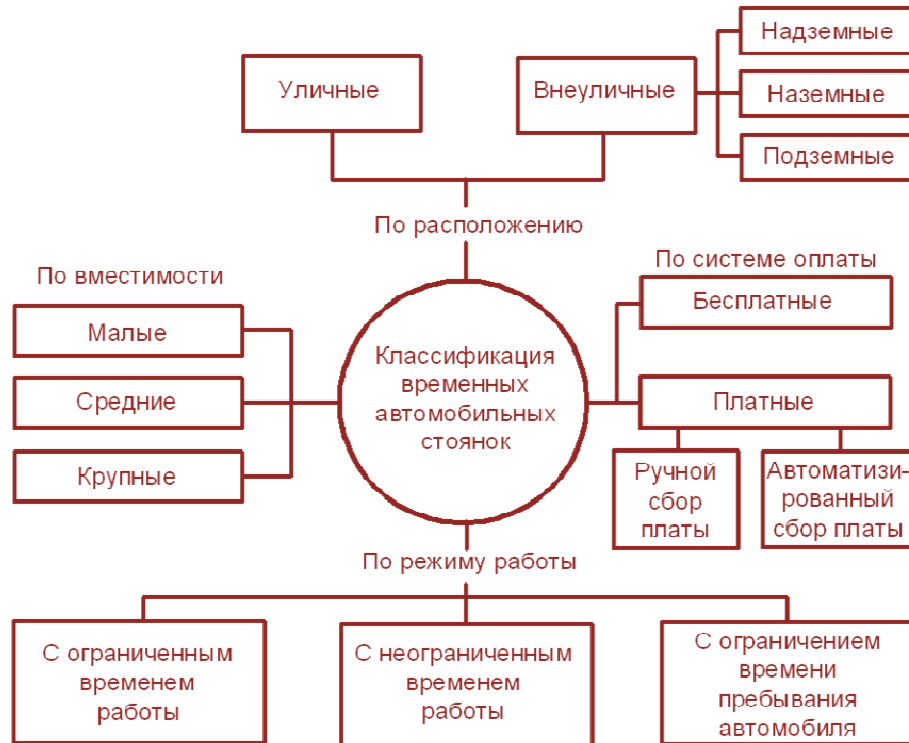 Надземные
Уличные
Внеуличные
Наземные
Подземные
По расположению
По вместимости
Малые
Средние
Крупные
Классификация
временных
автомобильных
стоянок
По системе оплаты
Бесплатные
Платные
Ручной
сбор
платы
Автоматизи-
рованный
сбор платы
По режиму работы
С ограниченным
временем
работы
С неограниченным
временем
работы
С ограничением
времени
пребывания
автомобиля